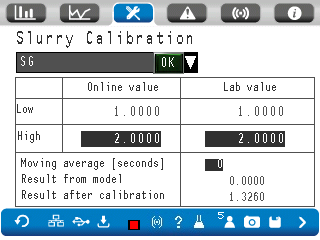 Slurry Calibration
SG OK
Online value Lab value
Low 1.0000 1.0000
High 2.0000 2.0000
Moving average [seconds] 0
Result from model 0.0000
Result after calibration 1.3260
? 5